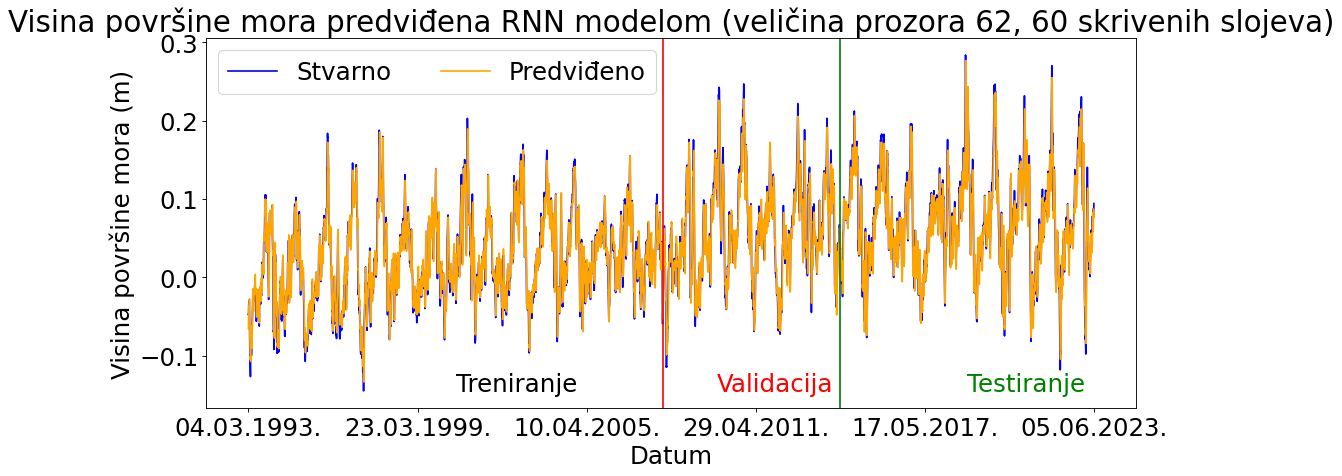 Visina površine mora predviđena RNN modelom (veličina prozora 62, 60 skrivenih slojeva)
Stvarno Predviđeno
Visina površine mora (m)
0.3
0.2
0.1
0.0
−0.1
Treniranje Validacija Testiranje
04.03.1993. 23.03.1999. 10.04.2005. 29.04.2011. 17.05.2017. 05.06.2023.
Datum